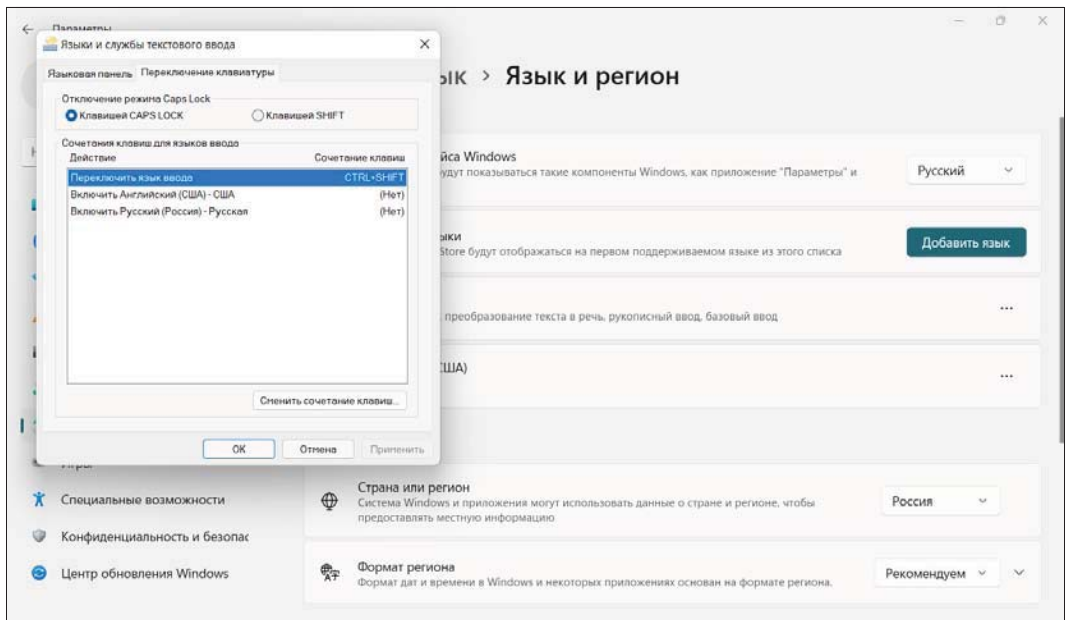 Параметры
Языки и службы текстового ввода
Языковая панель Переключение клавиатуры
Отключение режима Caps Lock
Клавишей CAPS LOCK Клавишей SHIFT
Сочетания клавиш для языков ввода
Действие Сочетание клавиш
Переключить язык ввода CTRL+SHIFT
Включить Английский (США) - США (Нет)
Включить Русский (Россия) - Русская (Нет)
Сменить сочетание клавиш...
ОК Отмена Применить
ык > Язык и регион
йса Windows
удут показываться такие компоненты Windows, как приложение "Параметры" и
Русский
ыки
Store будут отображаться на первом поддерживаемом языке из этого списка
Добавить язык
преобразование текста в речь, рукописный ввод, базовый ввод
США)
Игры
Специальные возможности
Конфиденциальность и безопас
Центр обновления Windows
Страна или регион
Система Windows и приложения могут использовать данные о стране и регионе, чтобы
предоставлять местную информацию
Россия
Формат региона
Формат дат и времени в Windows и некоторых приложениях основан на формате региона.
Рекомендуем